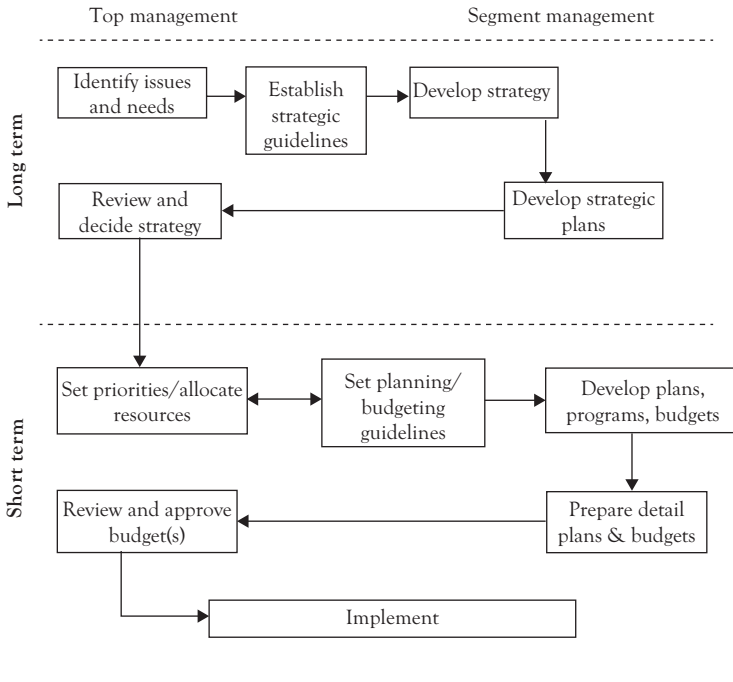 Top management
Segment management
Long term
Identify issues
and needs
Establish
strategic
guidelines
Develop strategy
Review and
decide strategy
Develop strategic
plans
Short term
Set priorities/allocate
resources
Set planning/
budgeting
guidelines
Develop plans,
programs, budgets
Review and approve
budget(s)
Prepare detail
plans & budgets
Implement